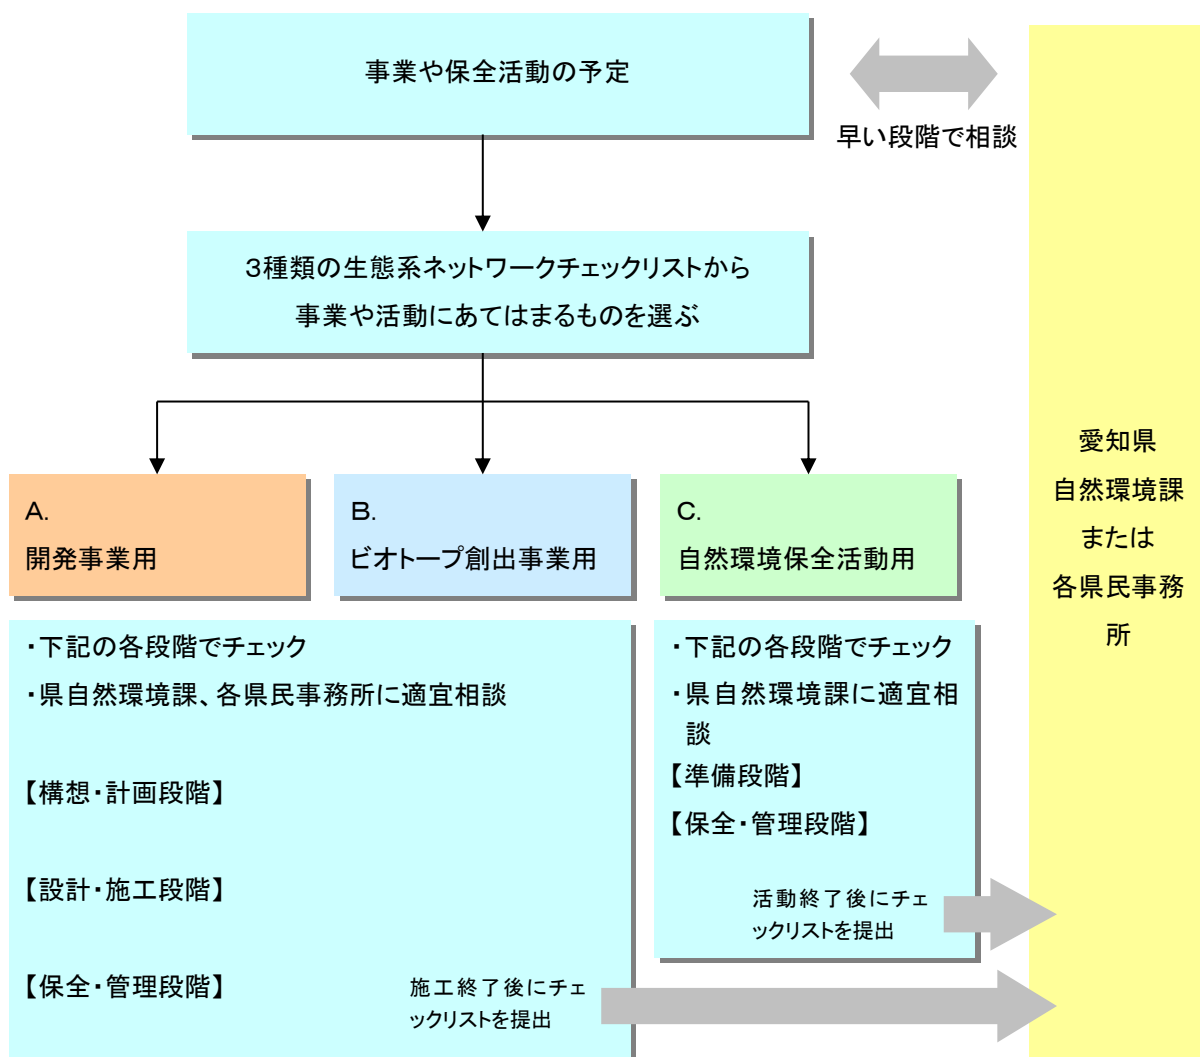 事業や保全活動の予定
早い段階で相談
3種類の生態系ネットワークチェックリストから
事業や活動にあてはまるものを選ぶ
A.
開発事業用
B.
ビオトープ創出事業用
C.
自然環境保全活動用
・下記の各段階でチェック
・県自然環境課、各県民事務所に適宜相談
【構想・計画段階】
【設計・施工段階】
【保全・管理段階】
施工終了後にチェ
ックリストを提出
・下記の各段階でチェック
・県自然環境課に適宜相
談
【準備段階】
【保全・管理段階】
活動終了後にチェ
ックリストを提出
愛知県
自然環境課
または
各県民事務
所